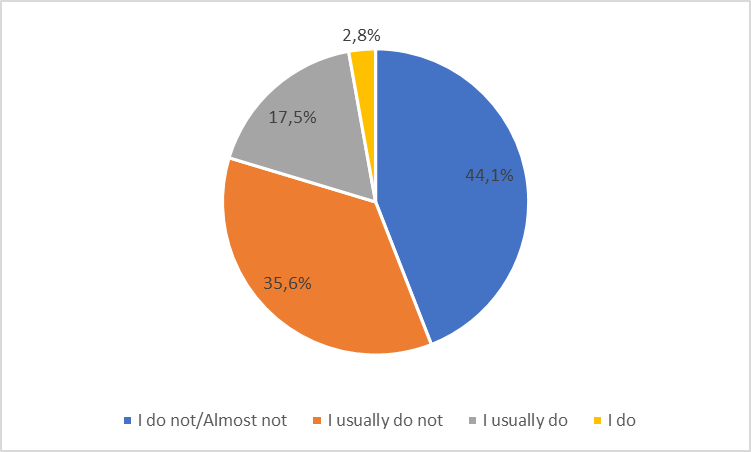 2,8%
17,5%
44,1%
35,6%
I do not/Almost not
I usually do not
I usually do
I do